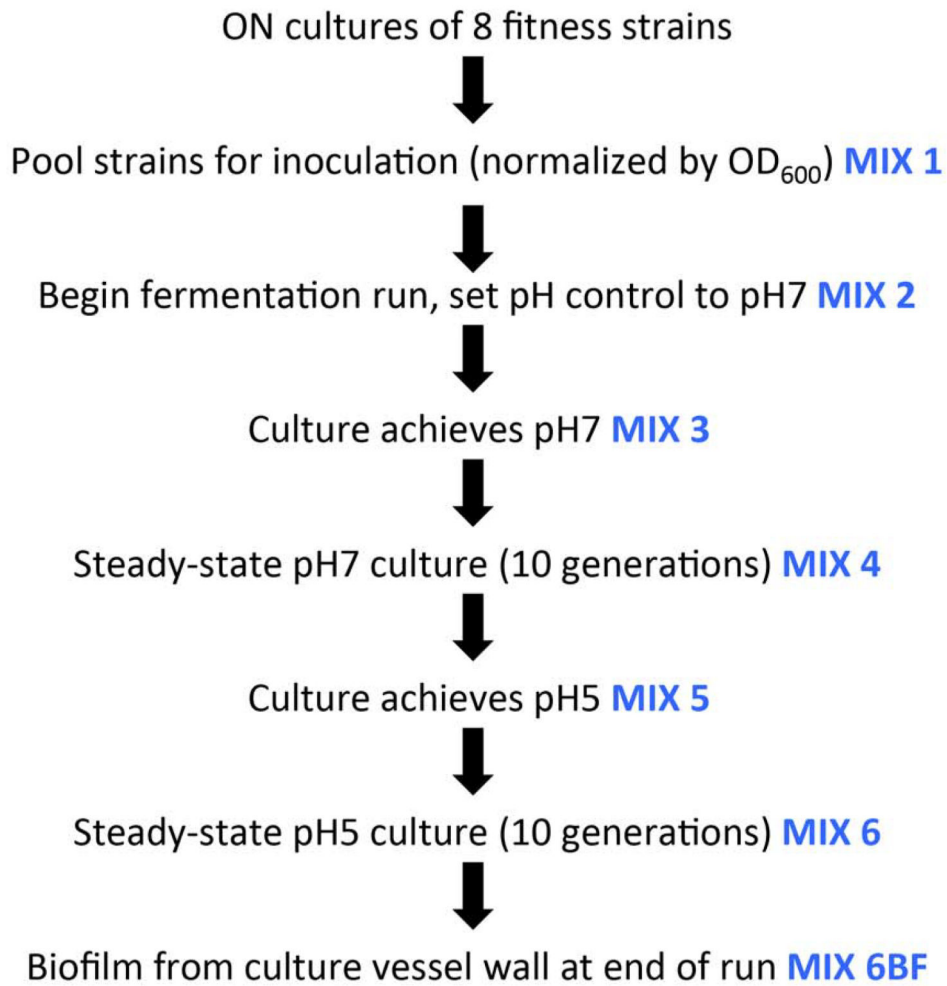 ON cultures of 8 fitness strains
Pool strains for inoculation (normalized by OD600) MIX 1
Begin fermentation run, set pH control to pH7 MIX 2
Culture achieves pH7 MIX 3
Steady-state pH7 culture (10 generations) MIX 4
Culture achieves pH5 MIX 5
Steady-state pH5 culture (10 generations) MIX 6
Biofilm from culture vessel wall at end of run MIX 6BF